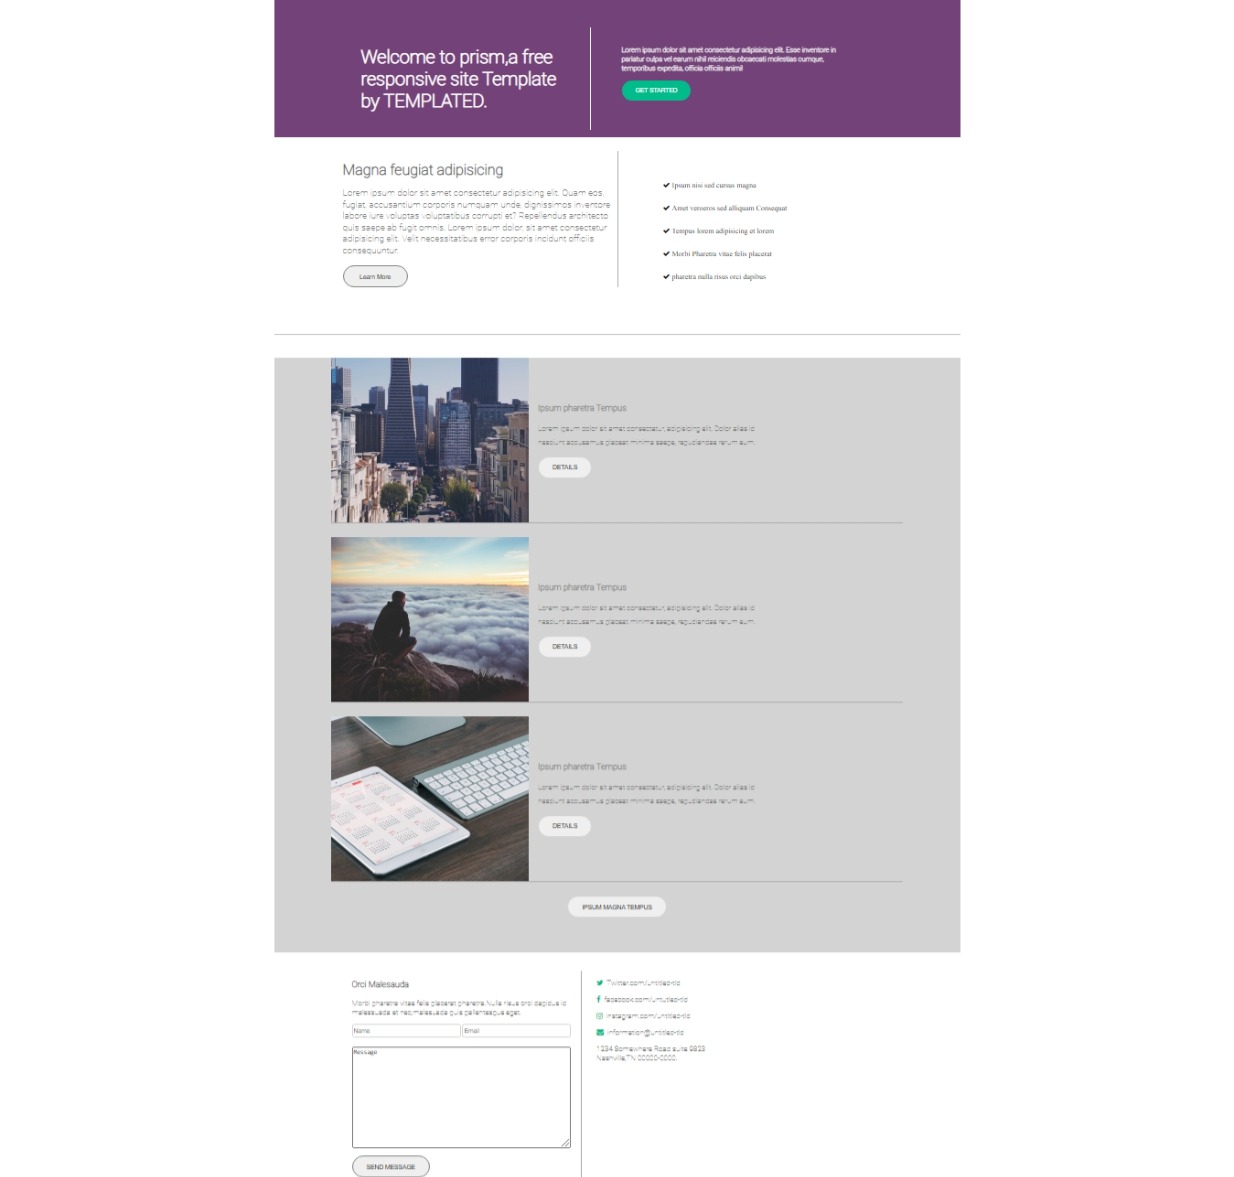 Welcome to prism,a free
responsive site Template
by TEMPLATED.
Lorem ipsum dolor sit amet consectetur adipisicing elit. Esse inventore in
pariatur culpa vel earum nihil reiciendis obcaecati molestias cumque,
temporibus expedita, officia officiis animi!
GET STARTED
Magna feugiat adipisicing
Lorem ipsum dolor sit amet consectetur adipisicing elit. Quam eos,
fugiat, accusantium corporis numquam unde, dignissimos inventore
labore iure voluptas voluptatibus corrupti et? Repellendus architecto
quis saepe ab fugit omnis. Lorem ipsum dolor, sit amet consectetur
adipisicing elit. Velit necessitatibus error corporis incidunt officiis
consequuntur.
Learn More
Ipsum nisi sed cursus magna
Amet veroeros sed alliquam Consequat
Tempus lorem adipisicing et lorem
Morbi Pharetra vitae felis placerat
pharetra nulla risus orci dapibus
Ipsum pharetra Tempus
Lorem ipsum dolor sit amet consectetur, adipisicing elit. Dolor alias id
nesciunt accusamus placeat minima saepe, repudiandae rerum eum.
DETAILS
Ipsum pharetra Tempus
Lorem ipsum dolor sit amet consectetur, adipisicing elit. Dolor alias id
nesciunt accusamus placeat minima saepe, repudiandae rerum eum.
DETAILS
Ipsum pharetra Tempus
Lorem ipsum dolor sit amet consectetur, adipisicing elit. Dolor alias id
nesciunt accusamus placeat minima saepe, repudiandae rerum eum.
DETAILS
IPSUM MAGNA TEMPUS
Orci Malesauda
Morbi pharetra vitae felis placerat pharetra.Nulla risus orci dapibus id
malesuada et nec,malesuada quis pellentesque eget.
Name Email
Message
SEND MESSAGE
Twitter.com/untitled-tld
facebook.com/untutled-tld
instagram.com/untitled-tld
information@untitled-tld
1234 Somewhere Road suite 9823
Nashville,TN 00000-0000.